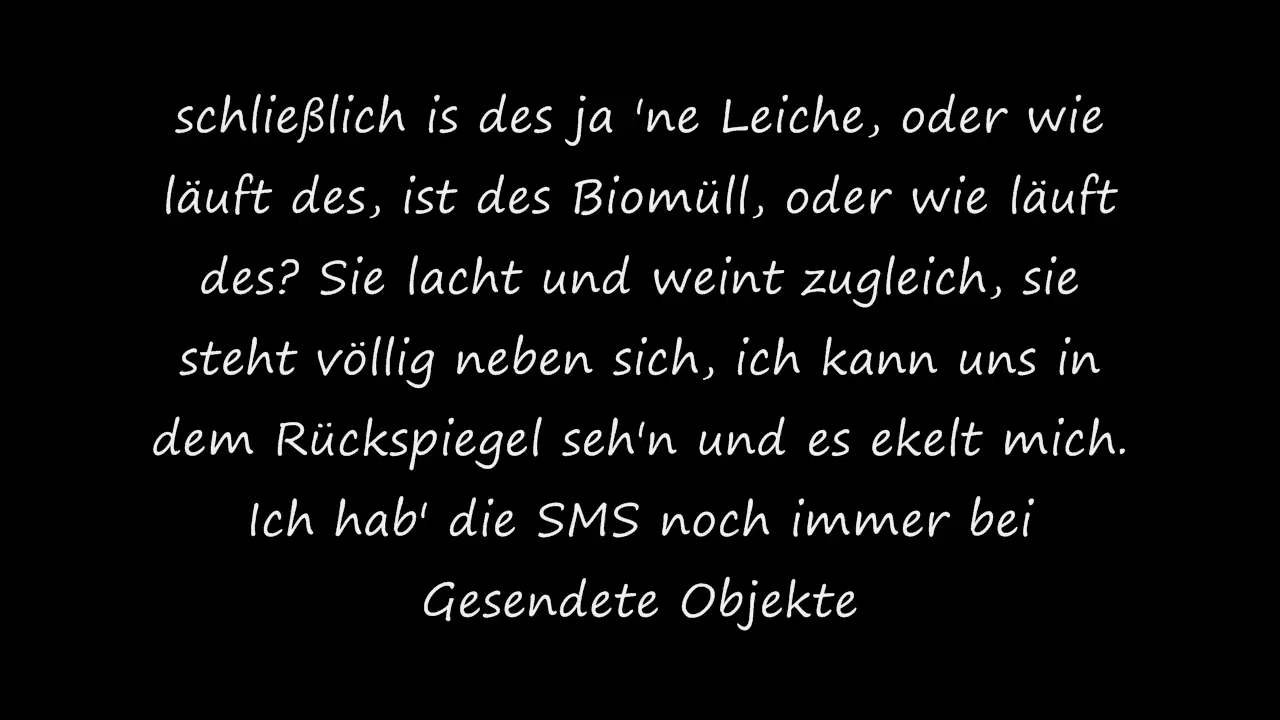 schließlich is des ja 'ne Leiche, oder wie
läuft des, ist des Biomüll, oder wie läuft
des? Sie lacht und weint zugleich, sie
steht völlig neben sich, ich kann uns in
dem Rückspiegel seh'n und es ekelt mich.
Ich hab' die SMS noch immer bei
Gesendete Objekte